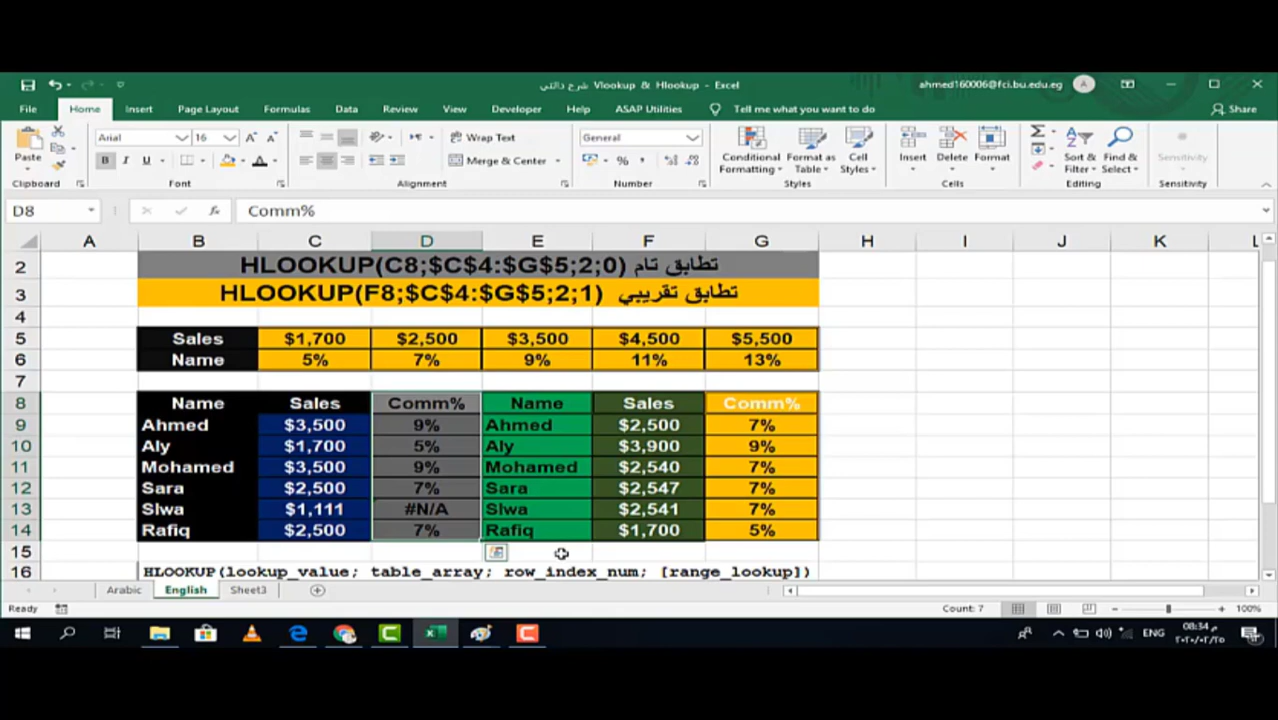 شرح دالتي Vlookup & Hlookup - Excel
ahmed160006@fci.bu.edu.eg A
File Home Insert Page Layout Formulas Data Review View Developer Help ASAP Utilities Tell me what you want to do Share
Arial 16 Wrap Text General
Paste B I U Merge & Center % Conditional Formatting Format as Table Cell Styles Insert Delete Format Sort & Filter Find & Select Sensitivity
Clipboard Font Alignment Number Styles Cells Editing Sensitivity
D8 fx Comm%
A B C D E F G H I J K L
2 HLOOKUP(C8;$C$4:$G$5;2;0) تطابق تام
3 HLOOKUP(F8;$C$4:$G$5;2;1) تطابق تقريبي
4
5 Sales $1,700 $2,500 $3,500 $4,500 $5,500
6 Name 5% 7% 9% 11% 13%
7
8 Name Sales Comm% Name Sales Comm%
9 Ahmed $3,500 9% Ahmed $2,500 7%
10 Aly $1,700 5% Aly $3,900 9%
11 Mohamed $3,500 9% Mohamed $2,540 7%
12 Sara $2,500 7% Sara $2,547 7%
13 Slwa $1,111 #N/A Slwa $2,541 7%
14 Rafiq $2,500 7% Rafiq $1,700 5%
15
16 HLOOKUP(lookup_value; table_array; row_index_num; [range_lookup])
Arabic English Sheet3
Ready Count: 7 100%
ENG 08:34 م
٢٠٢٠/٠٢/٢٥